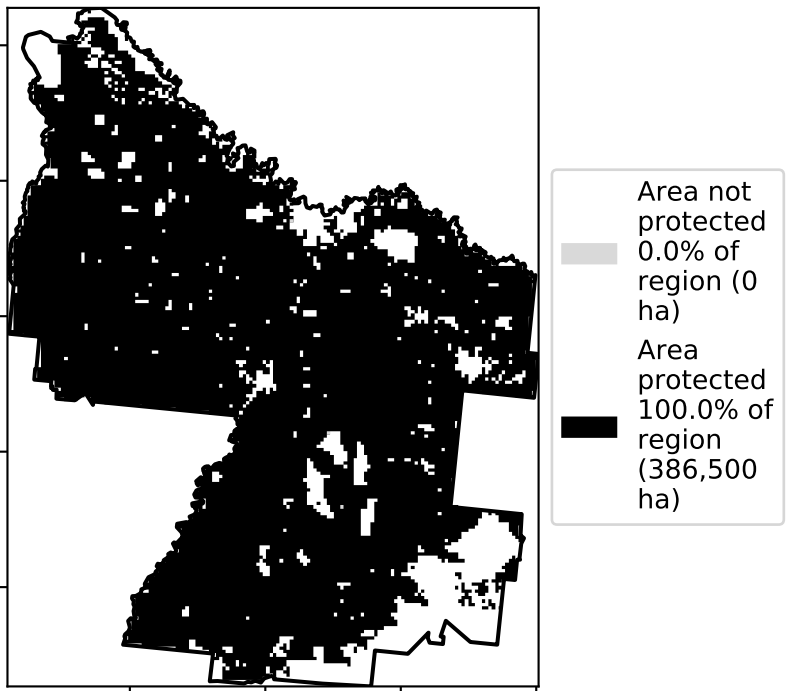 Area not
protected
0.0% of
region (0
ha)
Area
protected
100.0% of
region
(386,500
ha)